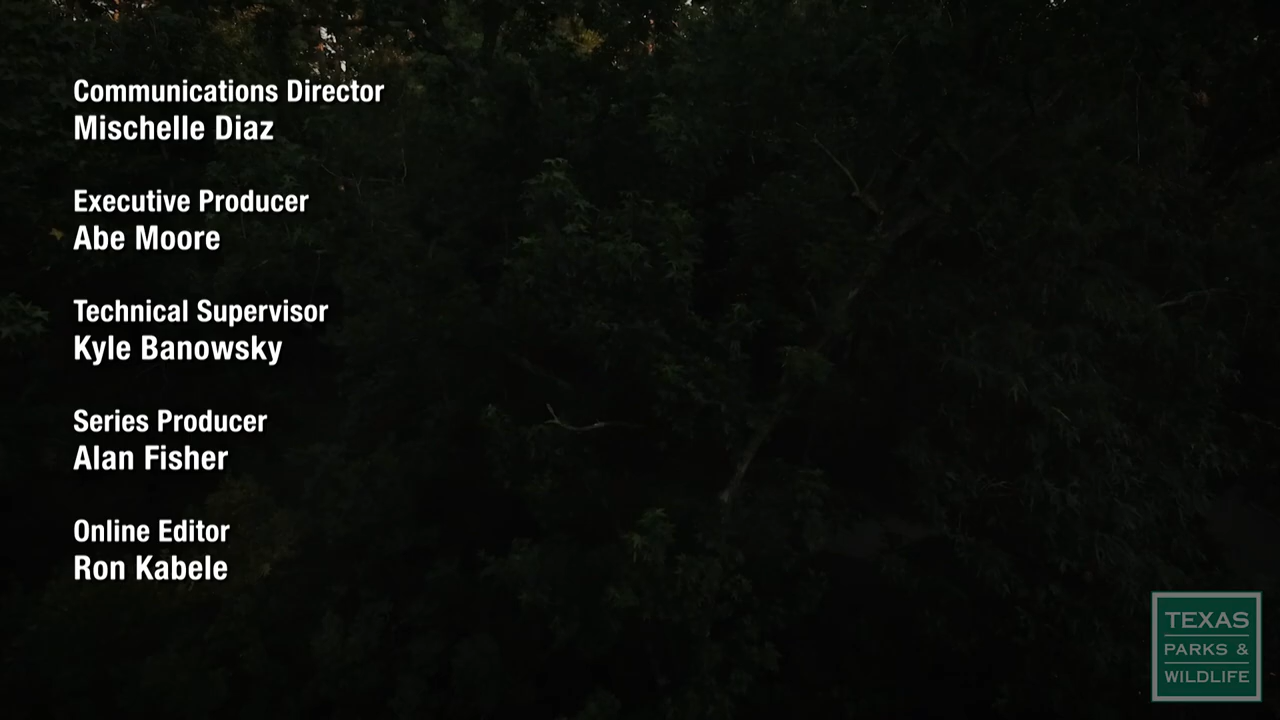 Communications Director
Mischelle Diaz
Executive Producer
Abe Moore
Technical Supervisor
Kyle Banowsky
Series Producer
Alan Fisher
Online Editor
Ron Kabele
TEXAS
PARKS &
WILDLIFE